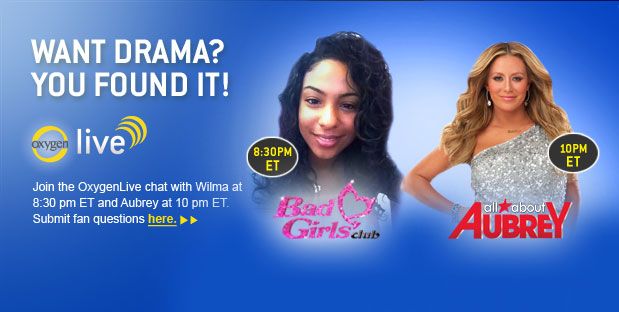 WANT DRAMA?
YOU FOUND IT!
oxygen live
Join the OxygenLive chat with Wilma at
8:30 pm ET and Aubrey at 10 pm ET.
Submit fan questions here.
8:30PM
ET
Bad
Girls
club
10PM
ET
all about
AUBREY